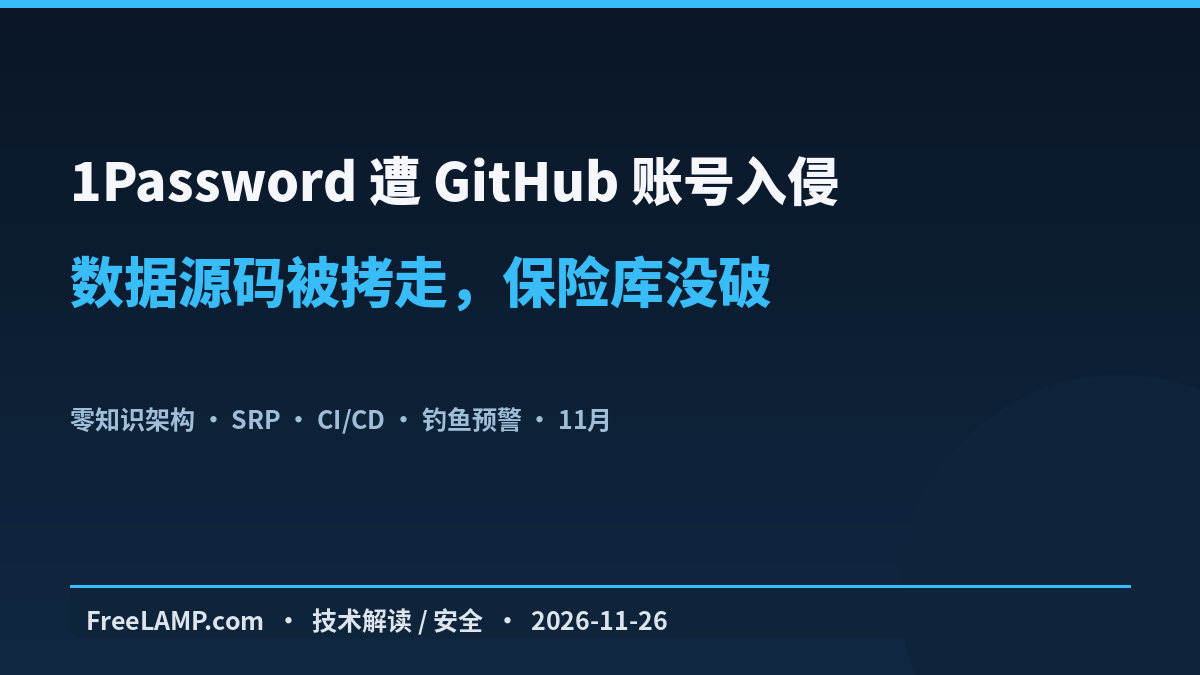 1Password 遭 GitHub 账号入侵
数据源码被拷走，保险库没破
零知识架构 · SRP · CI/CD · 钓鱼预警 · 11月
FreeLAMP.com · 技术解读 / 安全 · 2026-11-26